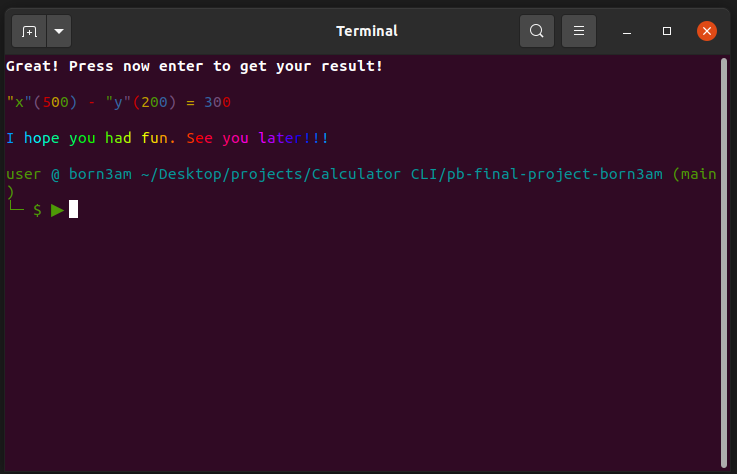 Terminal
Great! Press now enter to get your result!
"x"(500) - "y"(200) = 300
I hope you had fun. See you later!!!
user @ born3am ~/Desktop/projects/Calculator CLI/pb-final-project-born3am (main
)
└─ $ ▶